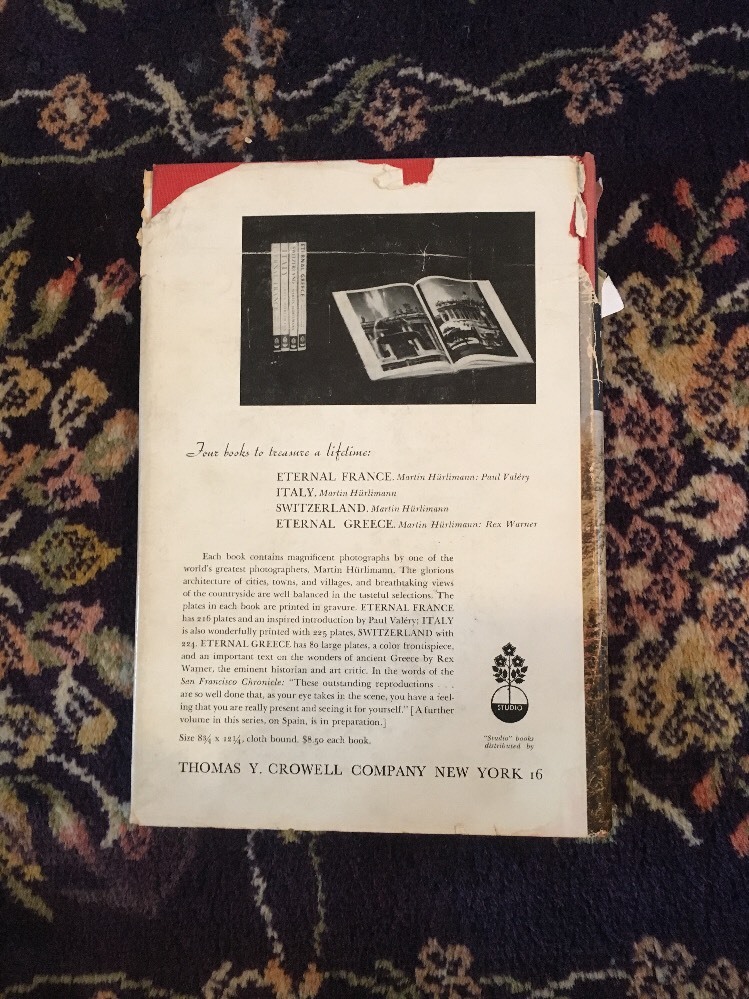 ETERNAL GREECE
Four books to treasure a lifetime:
ETERNAL FRANCE. Martin Hürlimann: Paul Valéry
ITALY. Martin Hürlimann
SWITZERLAND. Martin Hürlimann
ETERNAL GREECE. Martin Hürlimann: Rex Warner
Each book contains magnificent photographs by one of the
world's greatest photographers, Martin Hürlimann. The glorious
architecture of cities, towns, and villages, and breathtaking views
of the countryside are well balanced in the tasteful selections. The
plates in each book are printed in gravure. ETERNAL FRANCE
has 216 plates and an inspired introduction by Paul Valéry; ITALY
is also wonderfully printed with 225 plates, SWITZERLAND with
224. ETERNAL GREECE has 80 large plates, a color frontispiece,
and an important text on the wonders of ancient Greece by Rex
Warner, the eminent historian and art critic. In the words of the
San Francisco Chronicle: "These outstanding reproductions . . .
are so well done that, as your eye takes in the scene, you have a feel-
ing that you are really present and seeing it for yourself." [A further
volume in this series, on Spain, is in preparation.]
Size 8¾ x 12¼, cloth bound. $8.50 each book.
STUDIO
"Studio" books
distributed by
THOMAS Y. CROWELL COMPANY NEW YORK 16